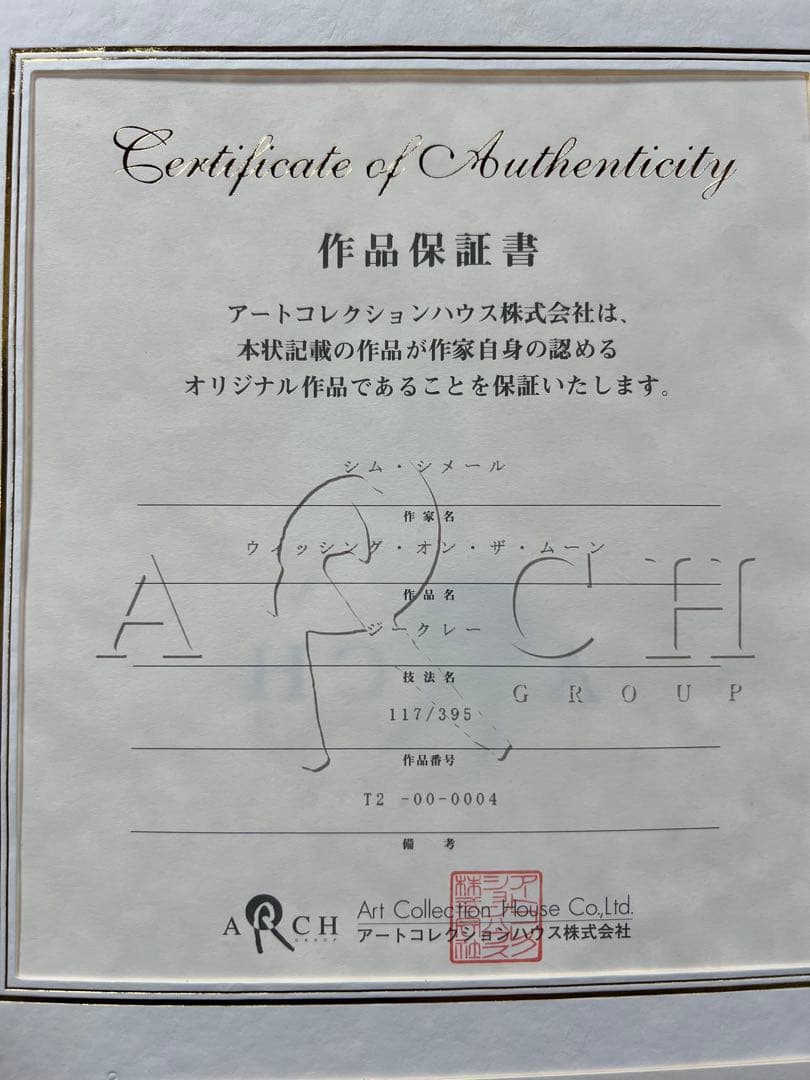 Certificate of Authenticity
作品保証書
アートコレクションハウス株式会社は、
本状記載の作品が作家自身の認める
オリジナル作品であることを保証いたします。
シム・シメール
作家名
ウィッシング・オン・ザ・ムーン
作品名
ジークレー
技法名
ARCH
GROUP
117/395
作品番号
T2 -00-0004
備 考
ARCH
GROUP
Art Collection House Co.,Ltd.
アートコレクションハウス株式会社